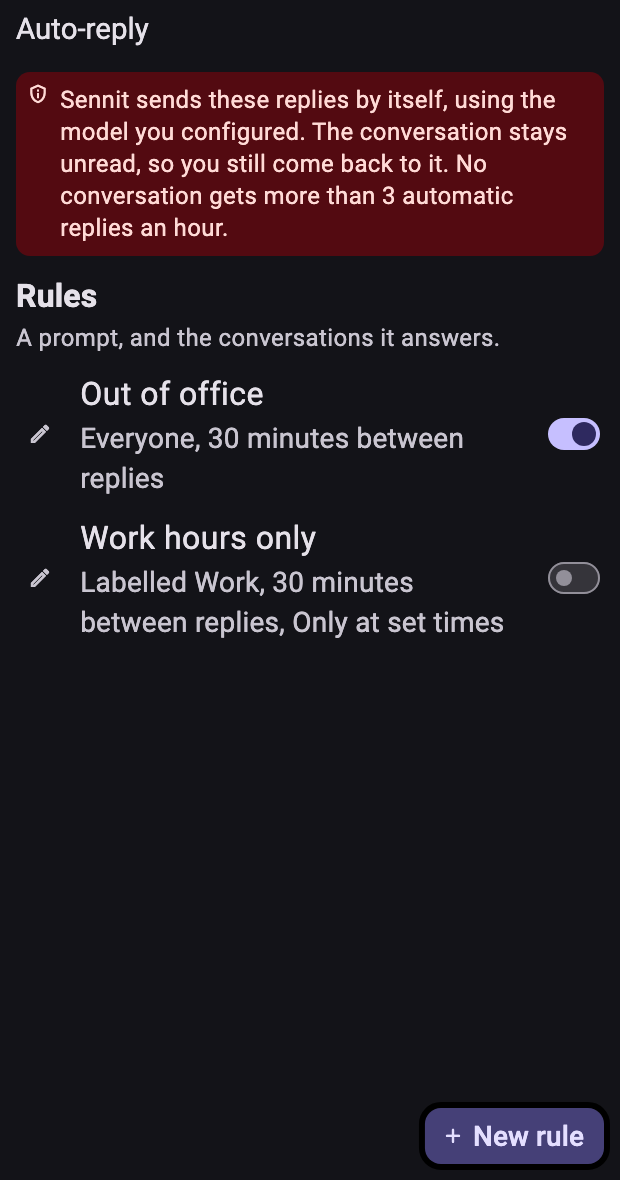 Auto-reply
Sennit sends these replies by itself, using the
model you configured. The conversation stays
unread, so you still come back to it. No
conversation gets more than 3 automatic
replies an hour.
Rules
A prompt, and the conversations it answers.
Out of office
Everyone, 30 minutes between
replies
Work hours only
Labelled Work, 30 minutes
between replies, Only at set times
+ New rule